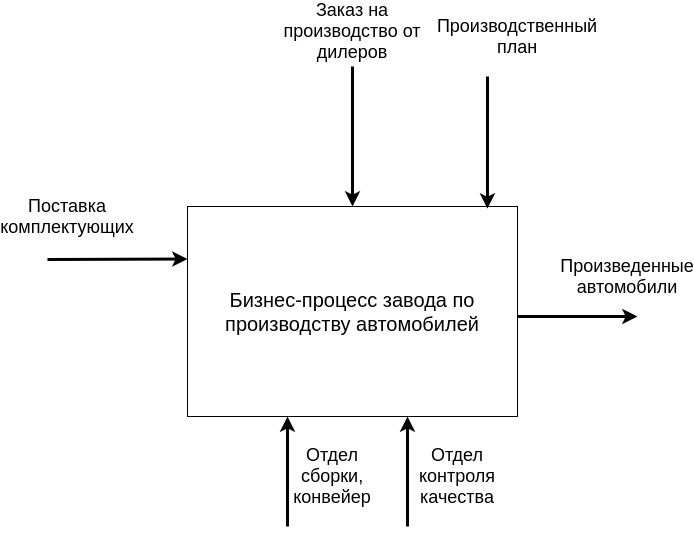 Заказ на
производство от
дилеров
Производственный
план
Поставка
комплектующих
Произведенные
автомобили
Бизнес-процесс завода по
производству автомобилей
Отдел
сборки,
конвейер
Отдел
контроля
качества